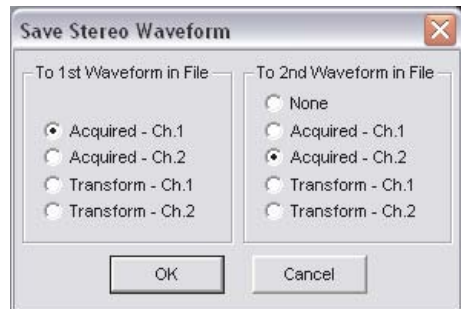 Save Stereo Waveform
To 1st Waveform in File
Acquired - Ch.1
Acquired - Ch.2
Transform - Ch.1
Transform - Ch.2
To 2nd Waveform in File
None
Acquired - Ch.1
Acquired - Ch.2
Transform - Ch.1
Transform - Ch.2
OK
Cancel